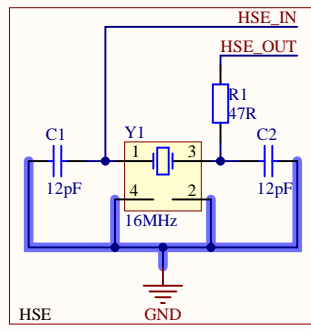 HSE_IN
HSE_OUT
R1
47R
C1
Y1
C2
1
3
12pF
4
2
12pF
16MHz
HSE
GND